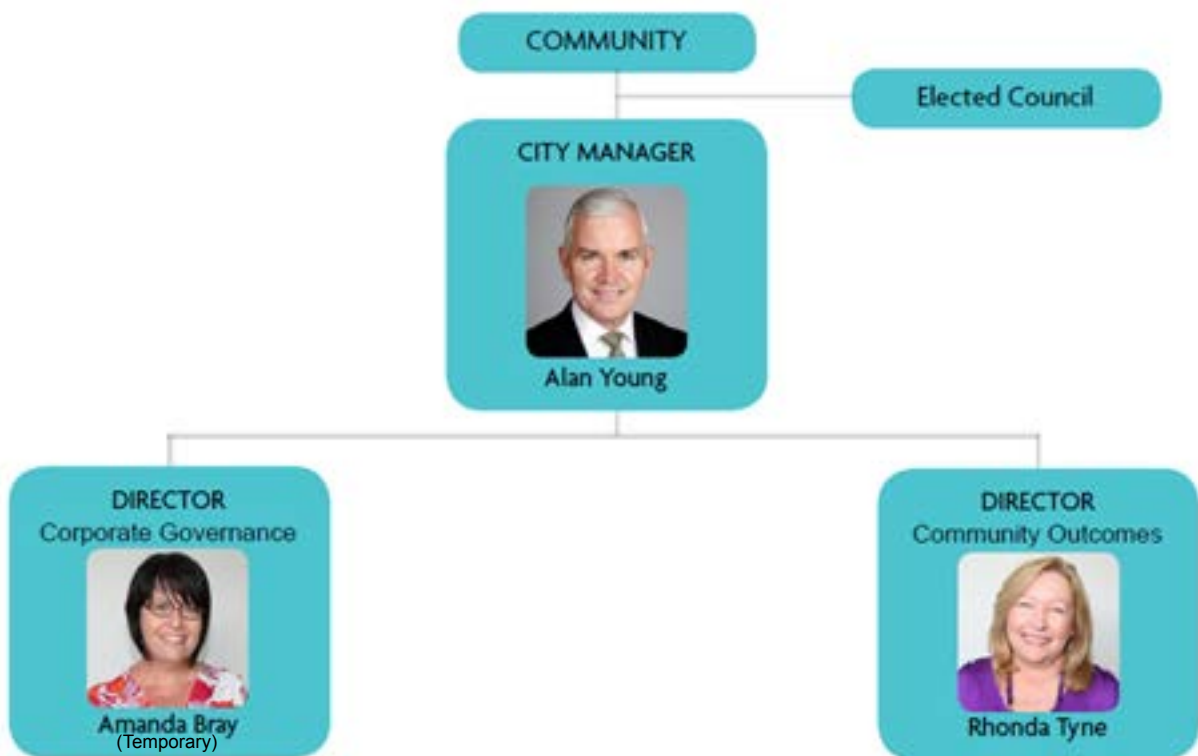 COMMUNITY
Elected Council
CITY MANAGER
Alan Young
DIRECTOR
Corporate Governance
Amanda Bray
(Temporary)
DIRECTOR
Community Outcomes
Rhonda Tyne